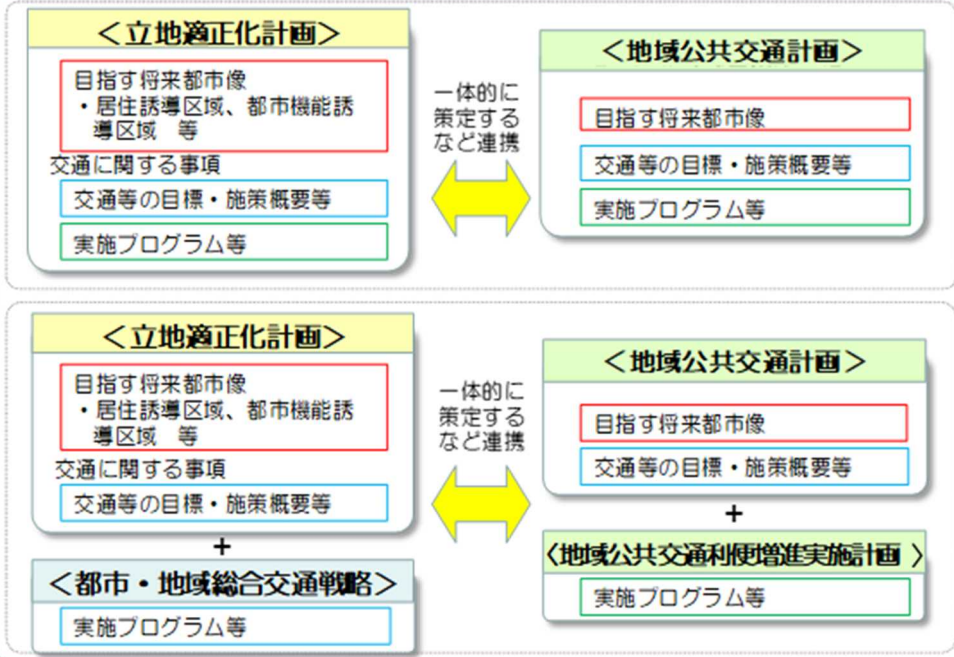 ＜立地適正化計画＞
目指す将来都市像
・居住誘導区域、都市機能誘
導区域　等
交通に関する事項
交通等の目標・施策概要等
実施プログラム等
一体的に
策定する
など連携
＜地域公共交通計画＞
目指す将来都市像
交通等の目標・施策概要等
実施プログラム等
＜立地適正化計画＞
目指す将来都市像
・居住誘導区域、都市機能誘
導区域　等
交通に関する事項
交通等の目標・施策概要等
+
＜都市・地域総合交通戦略＞
実施プログラム等
一体的に
策定する
など連携
＜地域公共交通計画＞
目指す将来都市像
交通等の目標・施策概要等
+
＜地域公共交通利便増進実施計画＞
実施プログラム等